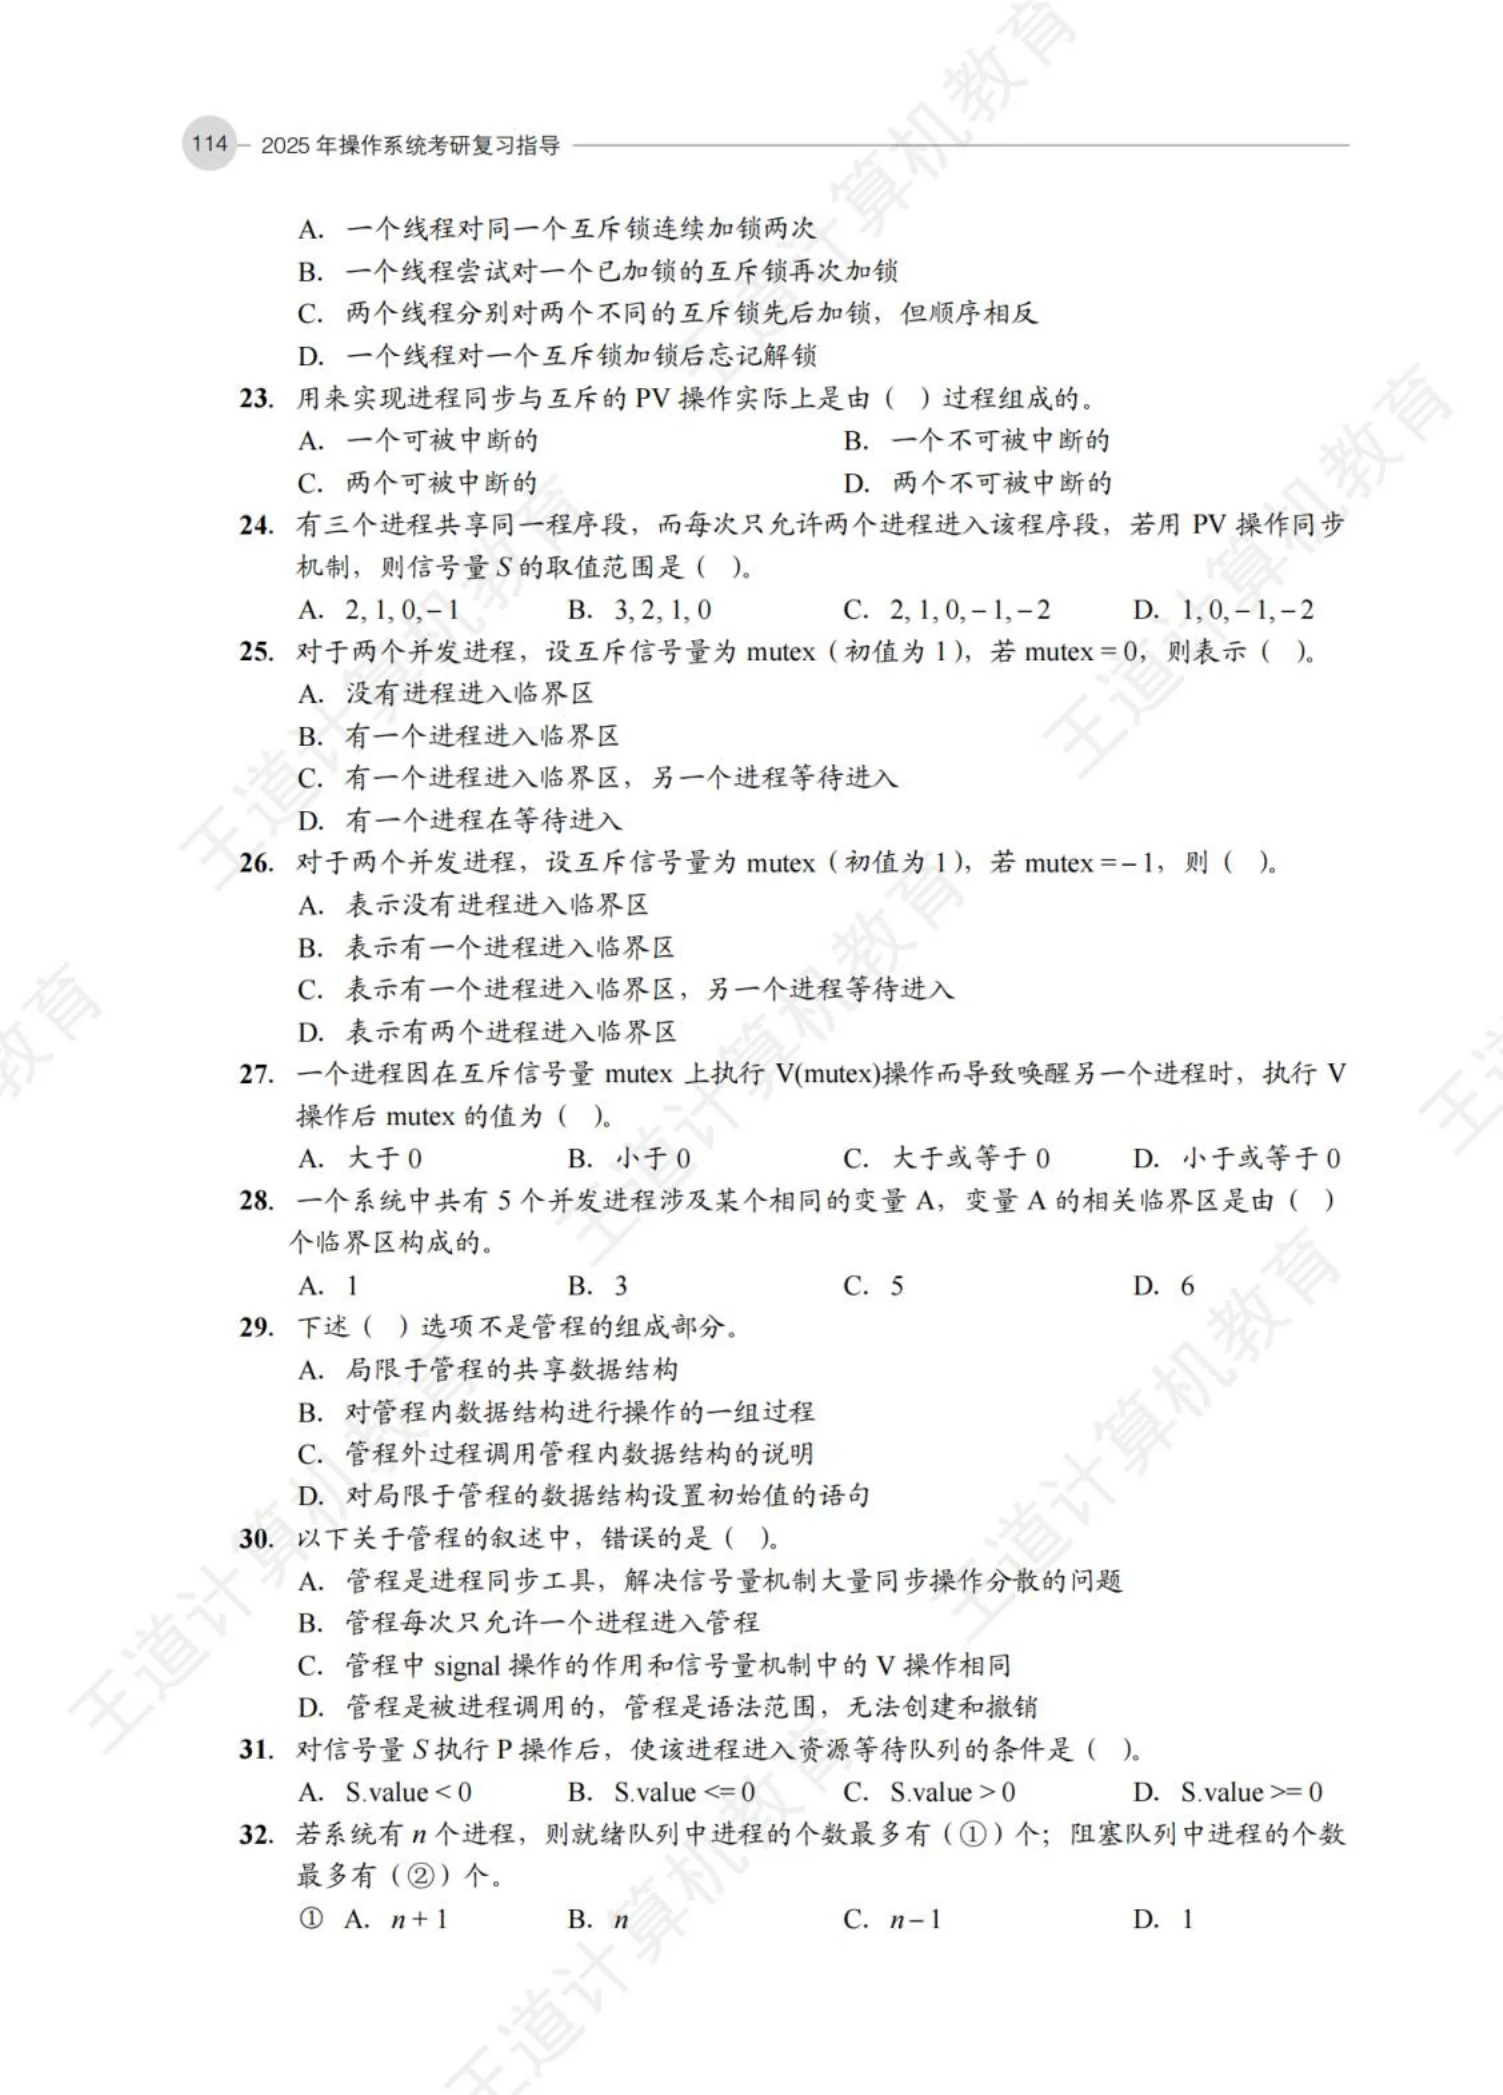 114 2025 年操作系统考研复习指导
A. 一个线程对同一个互斥锁连续加锁两次
B. 一个线程尝试对一个已加锁的互斥锁再次加锁
C. 两个线程分别对两个不同的互斥锁先后加锁，但顺序相反
D. 一个线程对一个互斥锁加锁后忘记解锁
23. 用来实现进程同步与互斥的 PV 操作实际上是由（ ）过程组成的。
A. 一个可被中断的 B. 一个不可被中断的
C. 两个可被中断的 D. 两个不可被中断的
24. 有三个进程共享同一程序段，而每次只允许两个进程进入该程序段，若用 PV 操作同步
机制，则信号量 S 的取值范围是（ ）。
A. 2, 1, 0, −1 B. 3, 2, 1, 0 C. 2, 1, 0, −1, −2 D. 1, 0, −1, −2
25. 对于两个并发进程，设互斥信号量为 mutex（初值为 1），若 mutex = 0，则表示（ ）。
A. 没有进程进入临界区
B. 有一个进程进入临界区
C. 有一个进程进入临界区，另一个进程等待进入
D. 有一个进程在等待进入
26. 对于两个并发进程，设互斥信号量为 mutex（初值为 1），若 mutex = −1，则（ ）。
A. 表示没有进程进入临界区
B. 表示有一个进程进入临界区
C. 表示有一个进程进入临界区，另一个进程等待进入
D. 表示有两个进程进入临界区
27. 一个进程因在互斥信号量 mutex 上执行 V(mutex)操作而导致唤醒另一个进程时，执行 V
操作后 mutex 的值为（ ）。
A. 大于 0 B. 小于 0 C. 大于或等于 0 D. 小于或等于 0
28. 一个系统中共有 5 个并发进程涉及某个相同的变量 A，变量 A 的相关临界区是由（ ）
个临界区构成的。
A. 1 B. 3 C. 5 D. 6
29. 下述（ ）选项不是管程的组成部分。
A. 局限于管程的共享数据结构
B. 对管程内数据结构进行操作的一组过程
C. 管程外过程调用管程内数据结构的说明
D. 对局限于管程的数据结构设置初始值的语句
30. 以下关于管程的叙述中，错误的是（ ）。
A. 管程是进程同步工具，解决信号量机制大量同步操作分散的问题
B. 管程每次只允许一个进程进入管程
C. 管程中 signal 操作的作用和信号量机制中的 V 操作相同
D. 管程是被进程调用的，管程是语法范围，无法创建和撤销
31. 对信号量 S 执行 P 操作后，使该进程进入资源等待队列的条件是（ ）。
A. S.value < 0 B. S.value <= 0 C. S.value > 0 D. S.value >= 0
32. 若系统有 n 个进程，则就绪队列中进程的个数最多有（①）个；阻塞队列中进程的个数
最多有（②）个。
① A. n + 1 B. n C. n − 1 D. 1
王道计算机教育